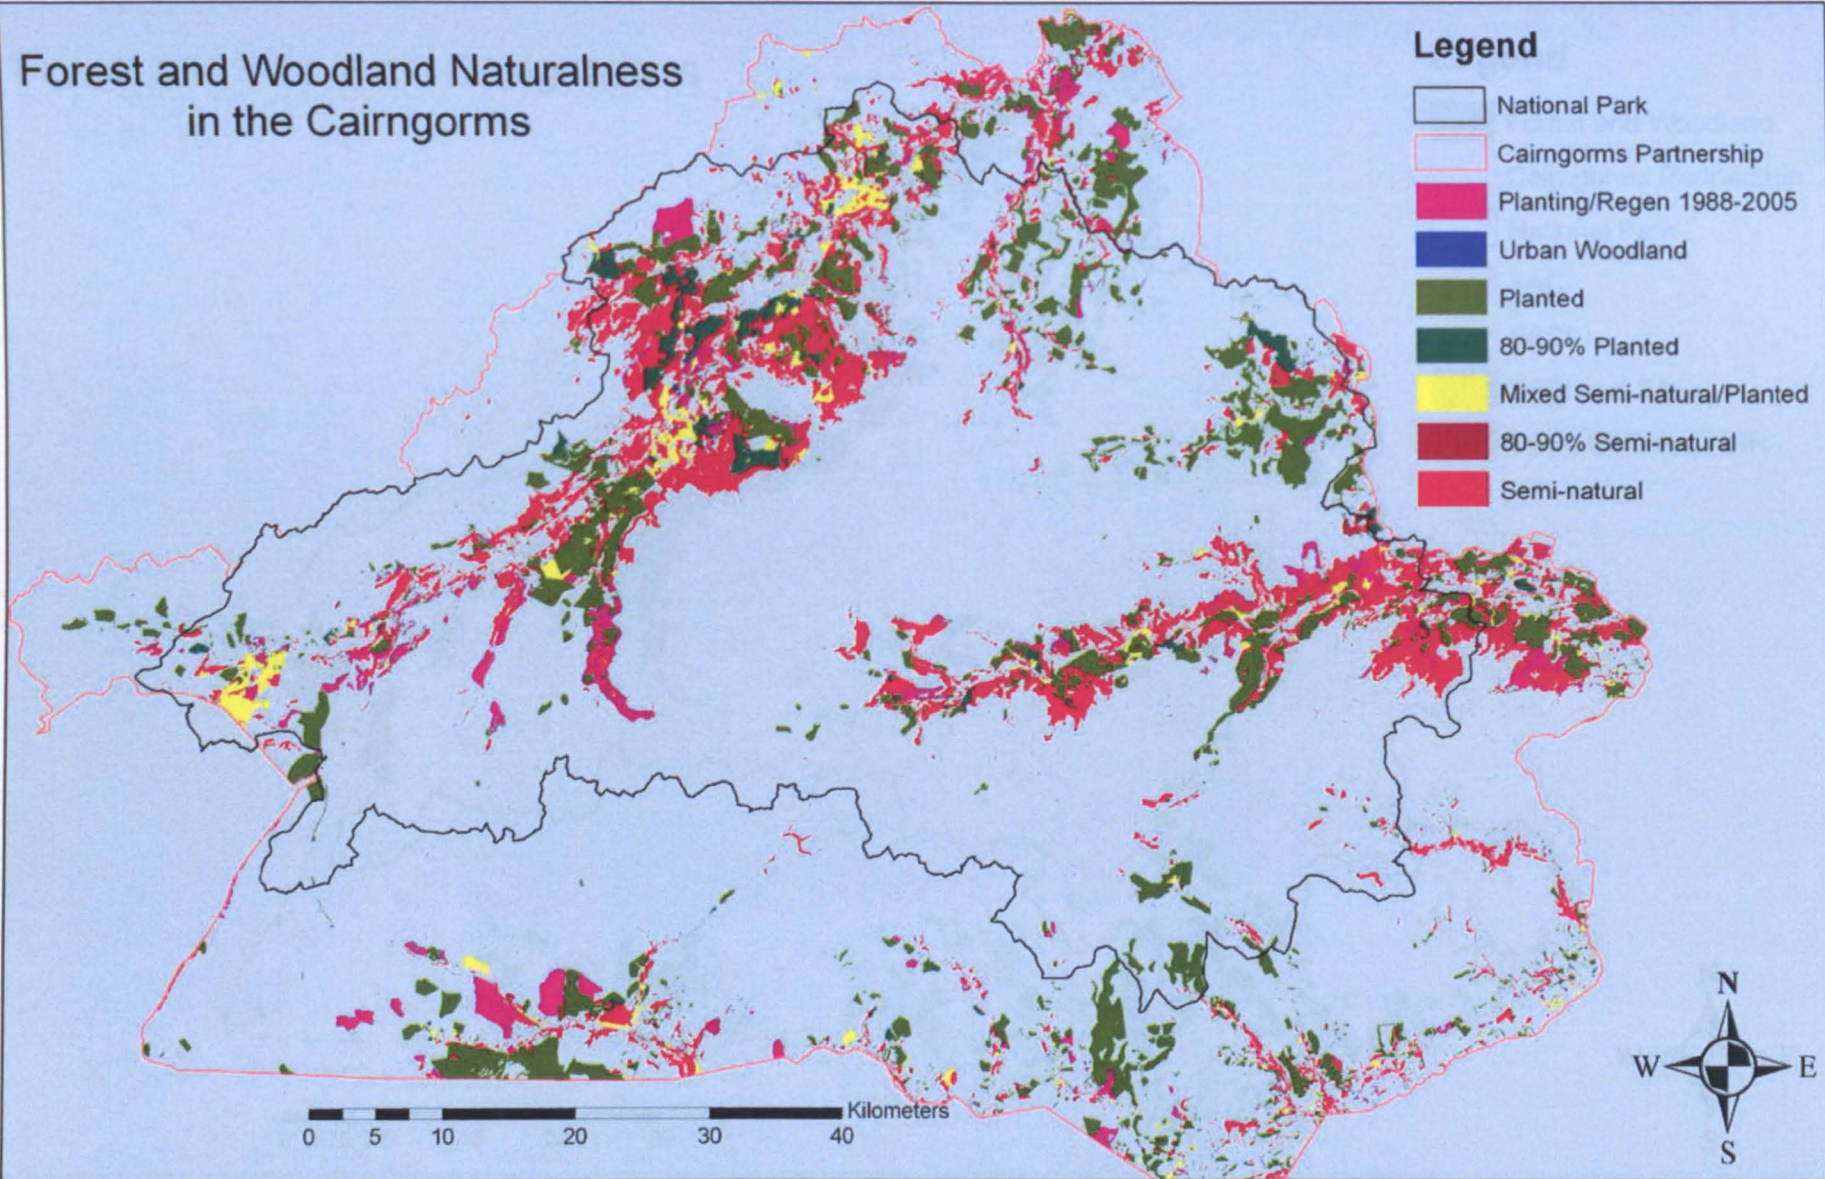 Forest and Woodland Naturalness
in the Cairngorms
Legend
National Park
Cairngorms Partnership
Planting/Regen 1988-2005
Urban Woodland
Planted
80-90% Planted
Mixed Semi-natural/Planted
80-90% Semi-natural
Semi-natural
N
W E
S
Kilometers
0 5 10 20 30 40